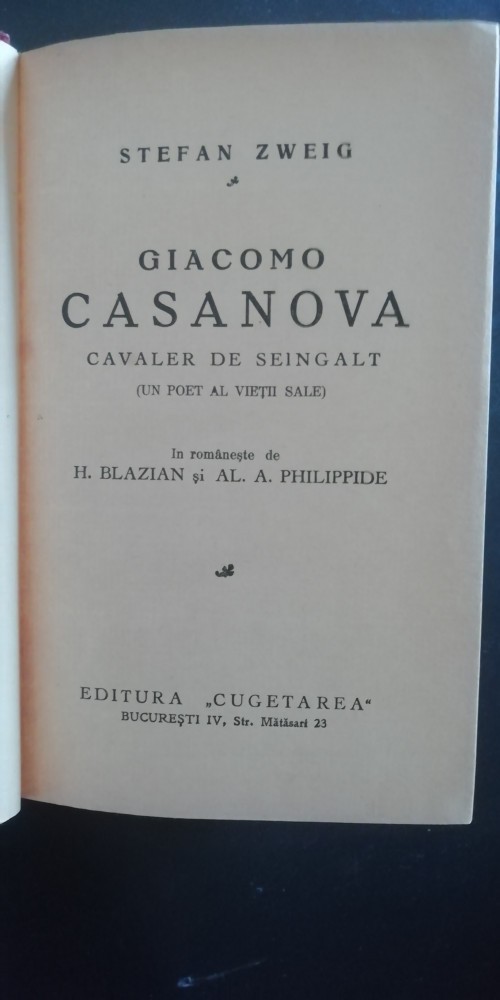 STEFAN ZWEIG
GIACOMO
CASANOVA
CAVALER DE SEINGALT
(UN POET AL VIEȚII SALE)
In românește de
H. BLAZIAN și AL. A. PHILIPPIDE
EDITURA „CUGETAREA“
BUCUREȘTI IV, Str. Mătăsari 23